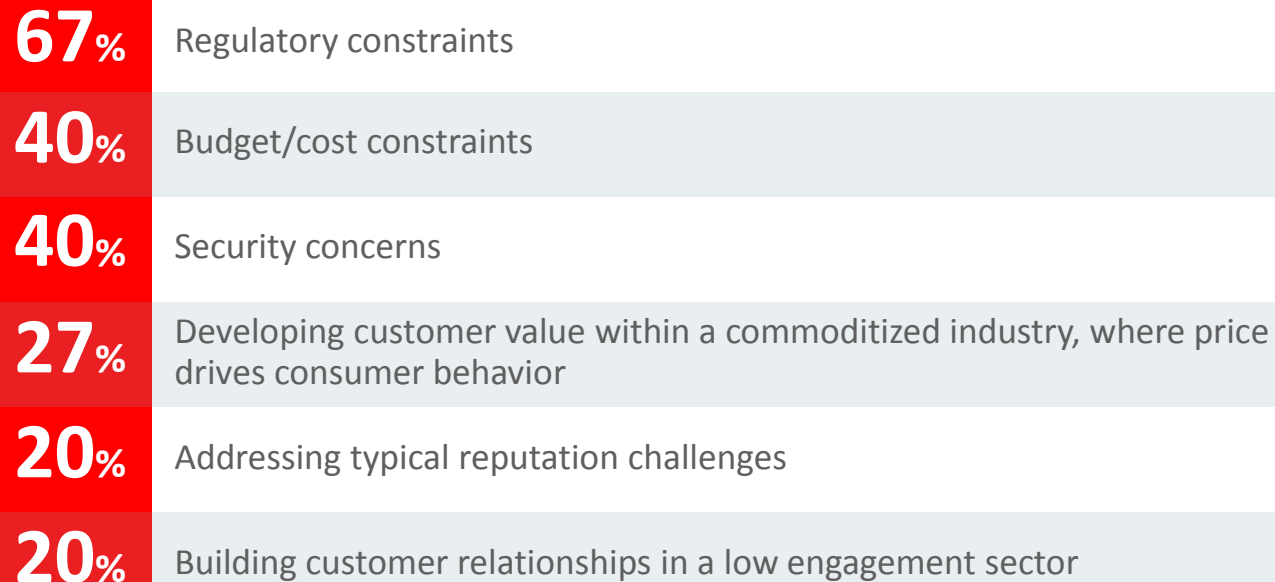 67% Regulatory constraints
40% Budget/cost constraints
40% Security concerns
27% Developing customer value within a commoditized industry, where price
drives consumer behavior
20% Addressing typical reputation challenges
20% Building customer relationships in a low engagement sector